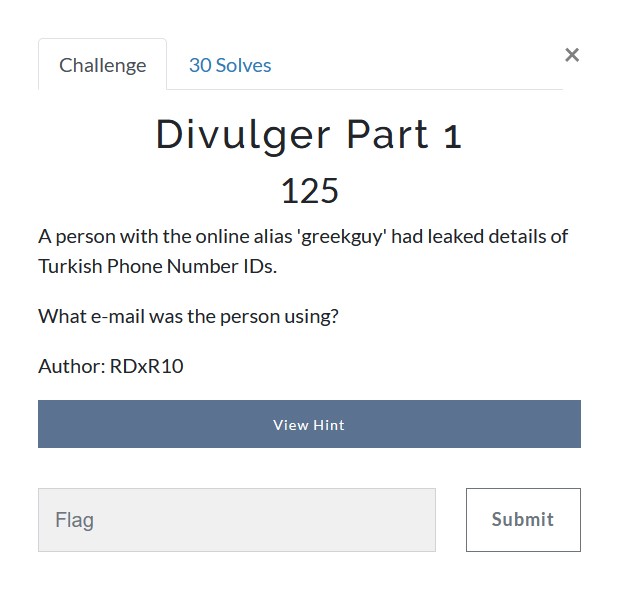 Challenge
30 Solves
×
Divulger Part 1
125
A person with the online alias 'greekguy' had leaked details of
Turkish Phone Number IDs.
What e-mail was the person using?
Author: RDxR10
View Hint
Flag
Submit